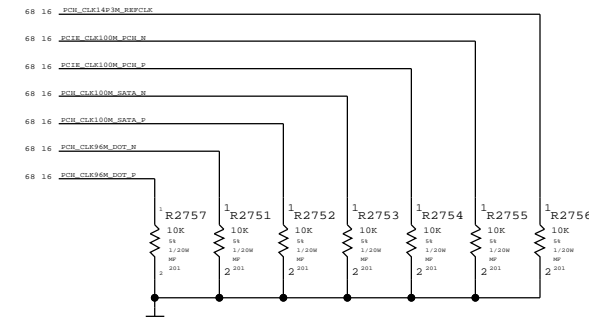 68 16 PCH_CLK14P3M_REFCLK
68 16 PCIE_CLK100M_PCH_N
68 16 PCIE_CLK100M_PCH_P
68 16 PCH_CLK100M_SATA_N
68 16 PCH_CLK100M_SATA_P
68 16 PCH_CLK96M_DOT_N
68 16 PCH_CLK96M_DOT_P
1 1 1 1 1 1 1
R2757 R2751 R2752 R2753 R2754 R2755 R2756
10K 10K 10K 10K 10K 10K 10K
5% 5% 5% 5% 5% 5% 5%
1/20W 1/20W 1/20W 1/20W 1/20W 1/20W 1/20W
MF MF MF MF MF MF MF
201 201 201 201 201 201 201
2 2 2 2 2 2 2